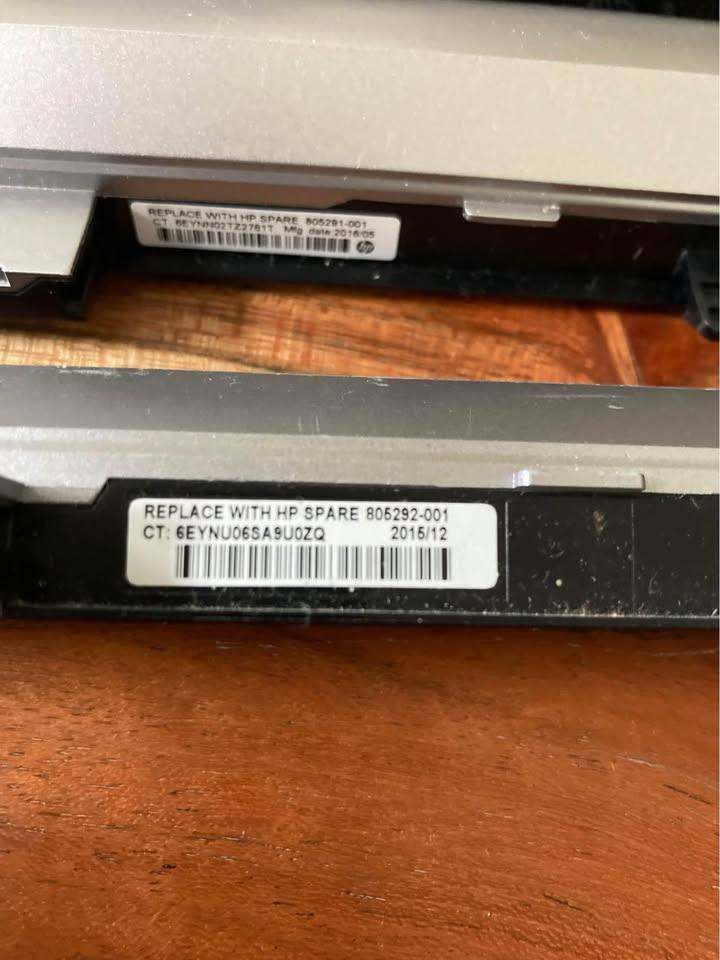 REPLACE WITH HP SPARE 805291-001
CT: 6EYNN02TZ2761T Mfg date 2016/05
hp
REPLACE WITH HP SPARE 805292-001
CT: 6EYNU06SA9U0ZQ 2015/12